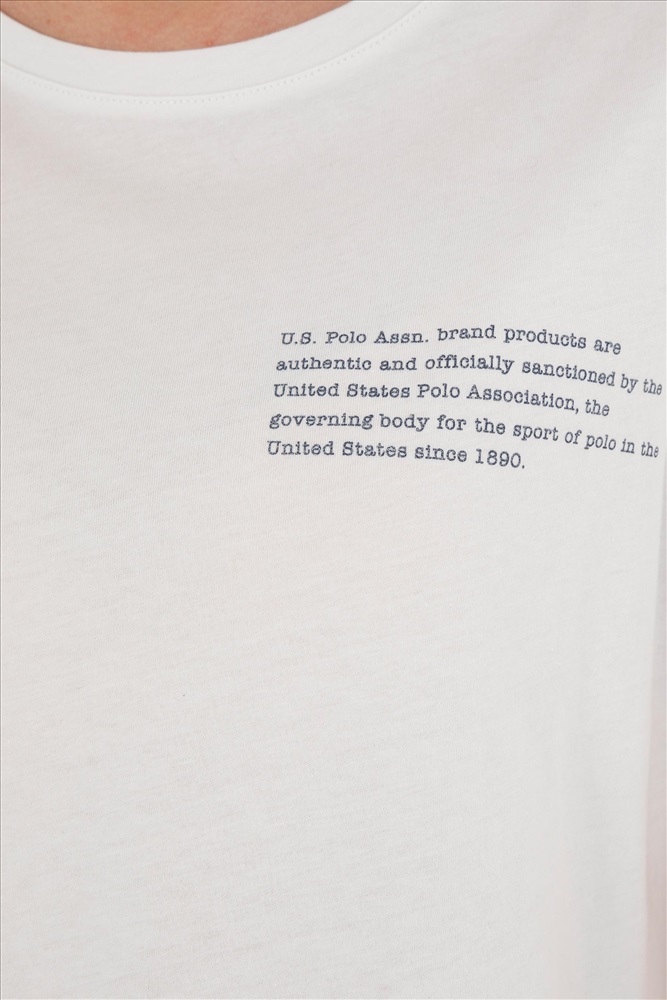 U.S. Polo Assn. brand products are
authentic and officially sanctioned by the
United States Polo Association, the
governing body for the sport of polo in the
United States since 1890.